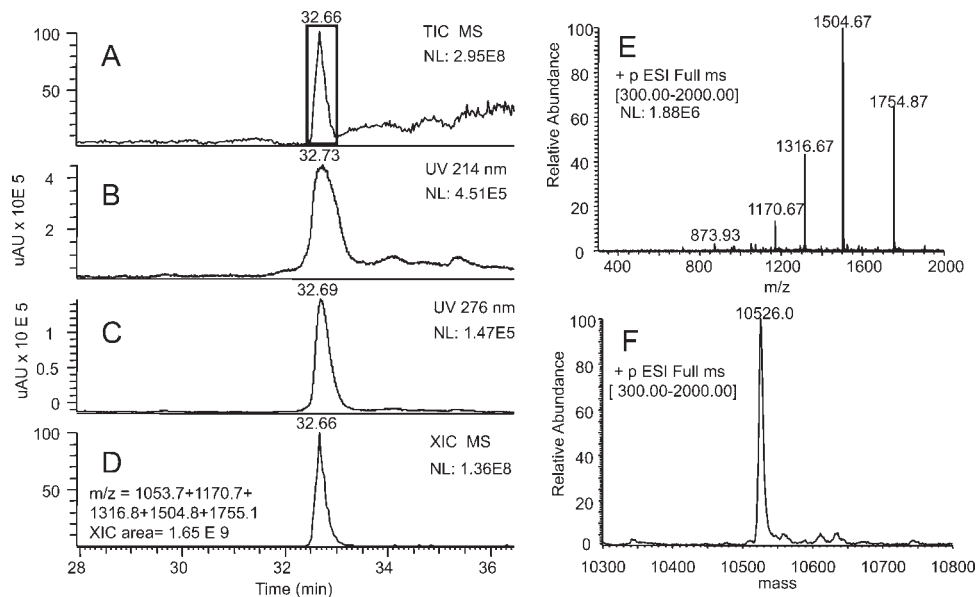 32.66
TIC MS
NL: 2.95E8
A
100
50
32.73
UV 214 nm
NL: 4.51E5
B
4
2
uAU x 10E 5
32.69
UV 276 nm
NL: 1.47E5
C
1
0.5
0
uAU x 10 E 5
32.66
XIC MS
NL: 1.36E8
D
100
50
m/z = 1053.7+1170.7+
1316.8+1504.8+1755.1
XIC area= 1.65 E 9
28 30 32 34 36
Time (min)
1504.67
E
+ p ESI Full ms
[300.00-2000.00]
NL: 1.88E6
1754.87
1316.67
1170.67
873.93
100
80
60
40
20
0
Relative Abundance
400 800 1200 1600 2000
m/z
10526.0
F
+ p ESI Full ms
[ 300.00-2000.00]
100
80
60
40
20
0
Relative Abundance
10300 10400 10500 10600 10700 10800
mass